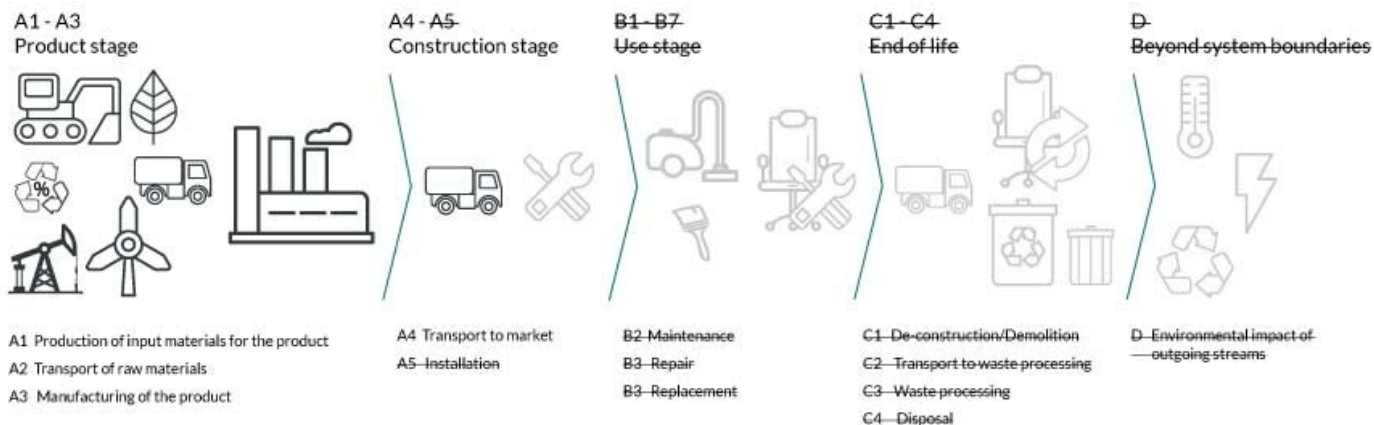 A1 - A3
Product stage
A4 - A5
Construction stage
B1 - B7
Use stage
C1 - C4
End of life
D
Beyond system boundaries
%
A1 Production of input materials for the product
A2 Transport of raw materials
A3 Manufacturing of the product
A4 Transport to market
A5 Installation
B2 Maintenance
B3 Repair
B3 Replacement
C1 De-construction/Demolition
C2 Transport to waste processing
C3 Waste processing
C4 Disposal
D Environmental impact of
outgoing streams